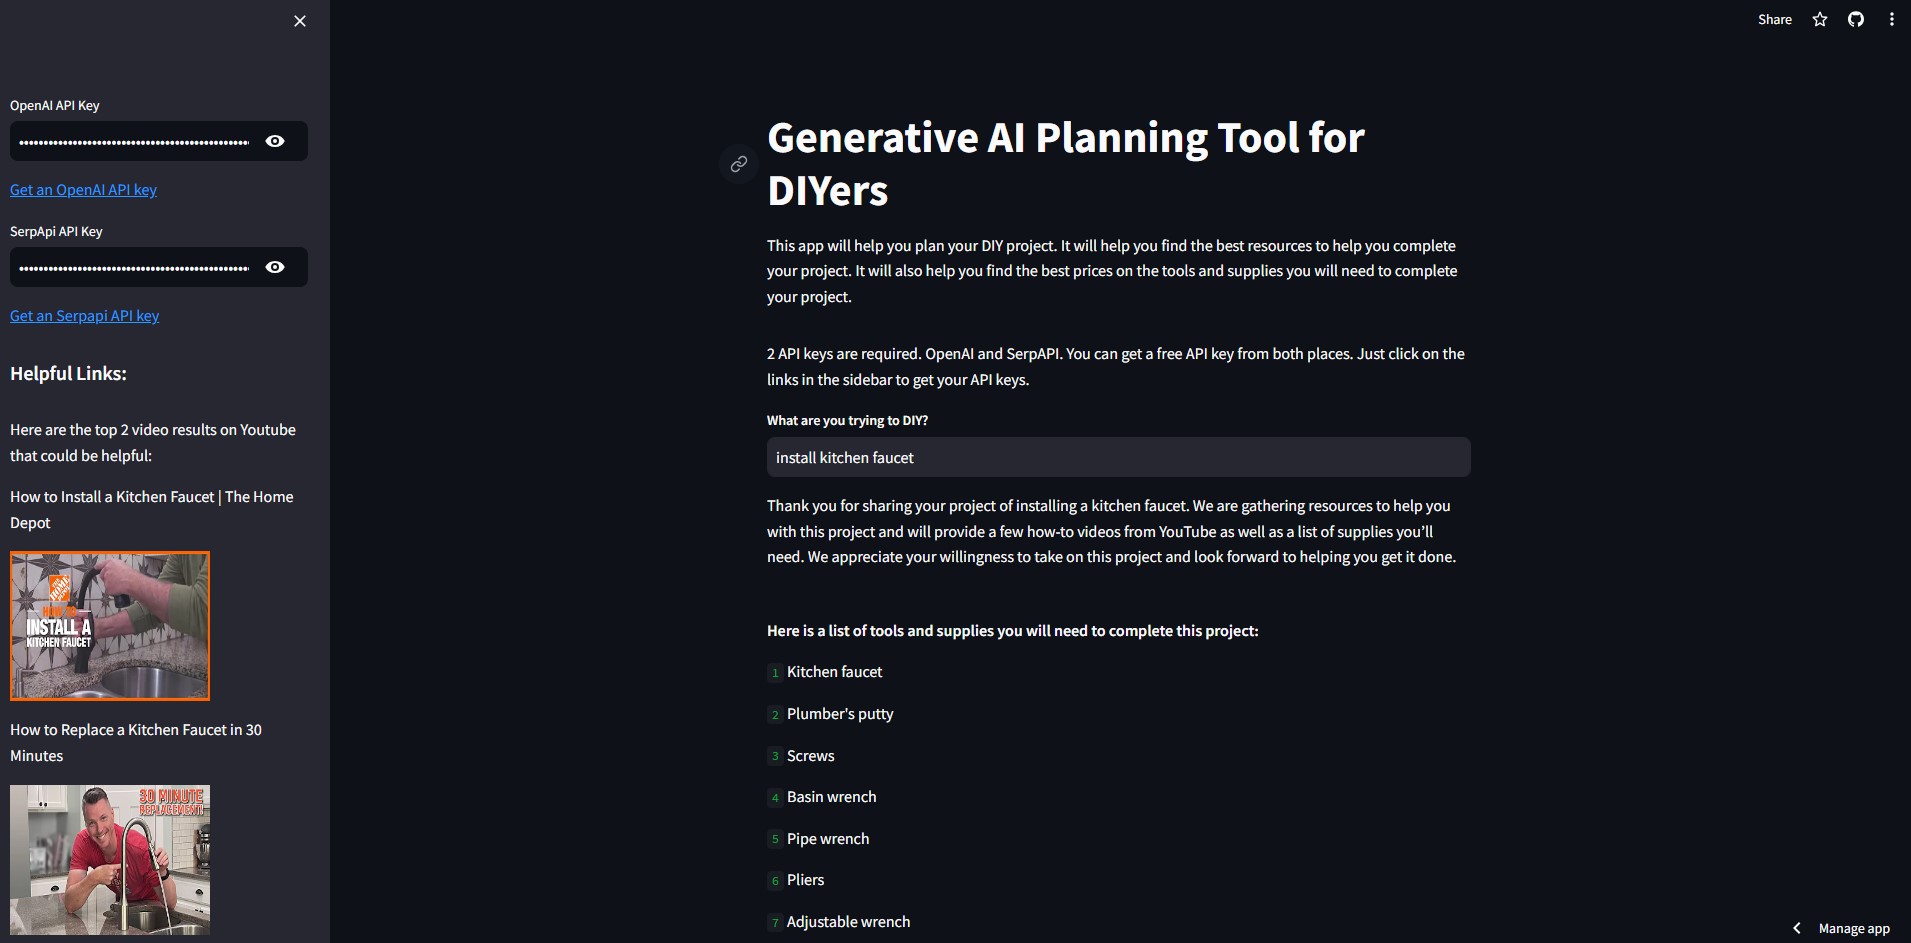 OpenAI API Key
Get an OpenAI API key
SerpApi API Key
Get an Serpapi API key
Helpful Links:
Here are the top 2 video results on Youtube
that could be helpful:
How to Install a Kitchen Faucet | The Home
Depot
THE HOME DEPOT
HOW TO
INSTALL A
KITCHEN FAUCET
How to Replace a Kitchen Faucet in 30
Minutes
30 MINUTE
REPLACEMENT!
Share
Generative AI Planning Tool for
DIYers
This app will help you plan your DIY project. It will help you find the best resources to help you complete
your project. It will also help you find the best prices on the tools and supplies you will need to complete
your project.
2 API keys are required. OpenAI and SerpAPI. You can get a free API key from both places. Just click on the
links in the sidebar to get your API keys.
What are you trying to DIY?
install kitchen faucet
Thank you for sharing your project of installing a kitchen faucet. We are gathering resources to help you
with this project and will provide a few how-to videos from YouTube as well as a list of supplies you’ll
need. We appreciate your willingness to take on this project and look forward to helping you get it done.
Here is a list of tools and supplies you will need to complete this project:
1 Kitchen faucet
2 Plumber's putty
3 Screws
4 Basin wrench
5 Pipe wrench
6 Pliers
7 Adjustable wrench
Manage app